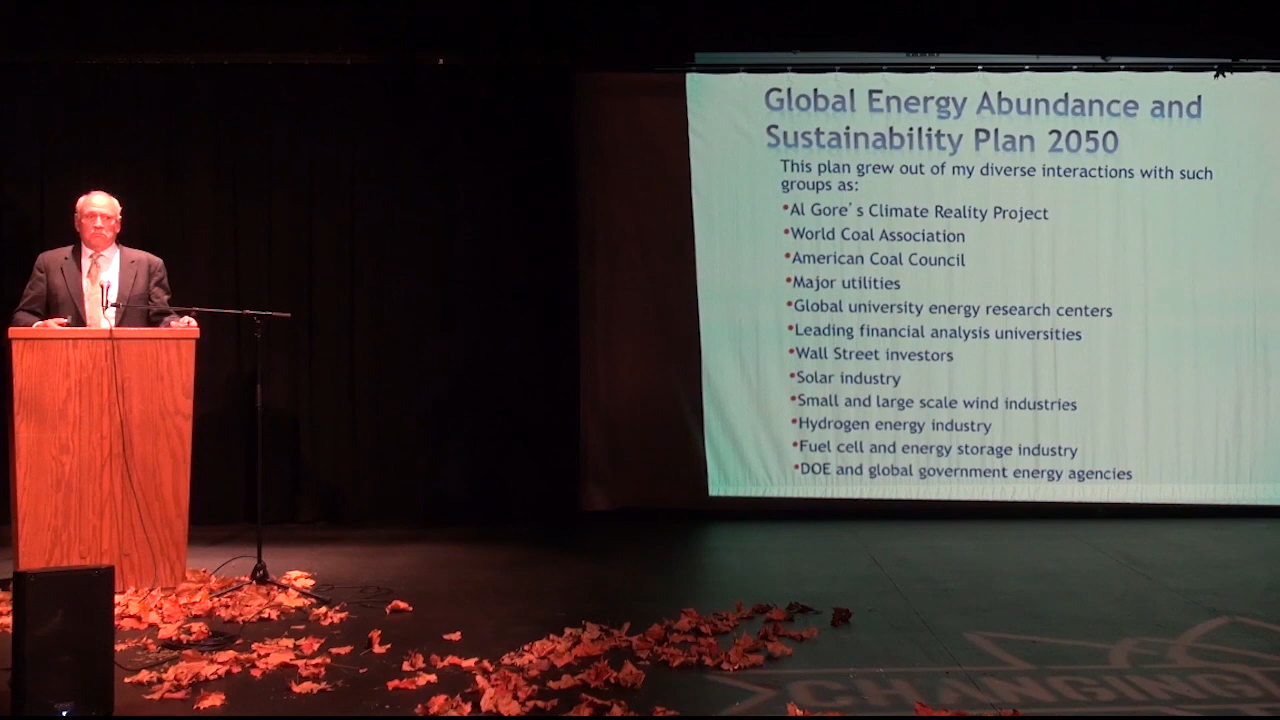 Global Energy Abundance and
Sustainability Plan 2050
This plan grew out of my diverse interactions with such
groups as:
•Al Gore's Climate Reality Project
•World Coal Association
•American Coal Council
•Major utilities
•Global university energy research centers
•Leading financial analysis universities
•Wall Street investors
•Solar industry
•Small and large scale wind industries
•Hydrogen energy industry
•Fuel cell and energy storage industry
•DOE and global government energy agencies
CHANGING